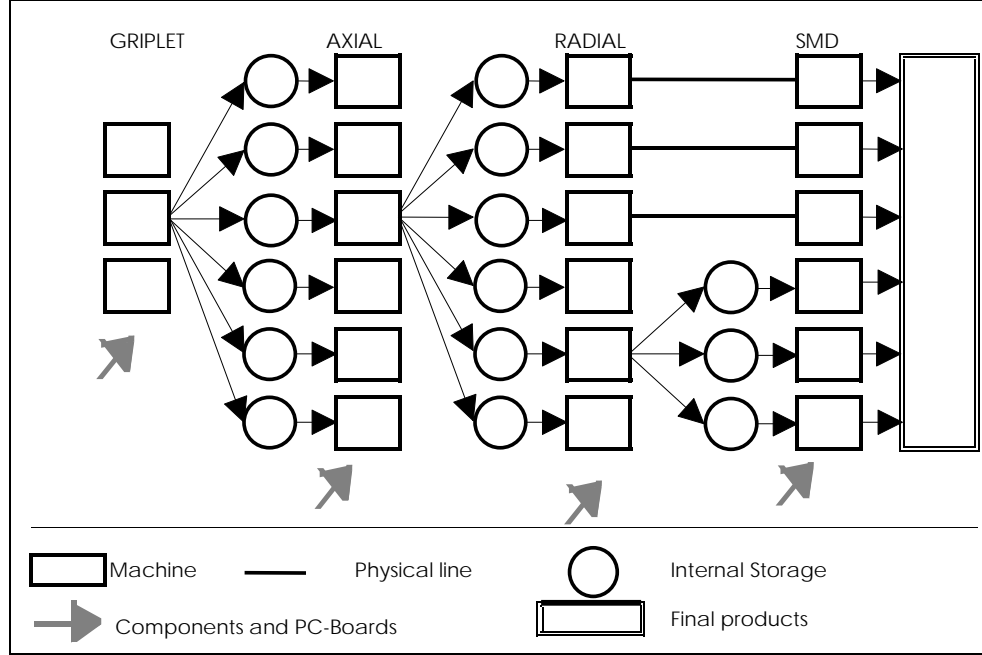 GRIPLET AXIAL RADIAL SMD
Machine Physical line Internal Storage
Components and PC-Boards Final products